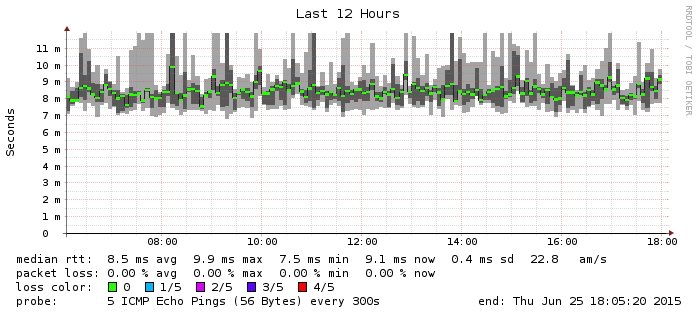 Last 12 Hours
RRDTOOL / TOBI OETIKER
Seconds
11 m
10 m
9 m
8 m
7 m
6 m
5 m
4 m
3 m
2 m
1 m
0
08:00 10:00 12:00 14:00 16:00 18:00
median rtt: 8.5 ms avg 9.9 ms max 7.5 ms min 9.1 ms now 0.4 ms sd 22.8 am/s
packet loss: 0.00 % avg 0.00 % max 0.00 % min 0.00 % now
loss color: 0 1/5 2/5 3/5 4/5
probe: 5 ICMP Echo Pings (56 Bytes) every 300s end: Thu Jun 25 18:05:20 2015